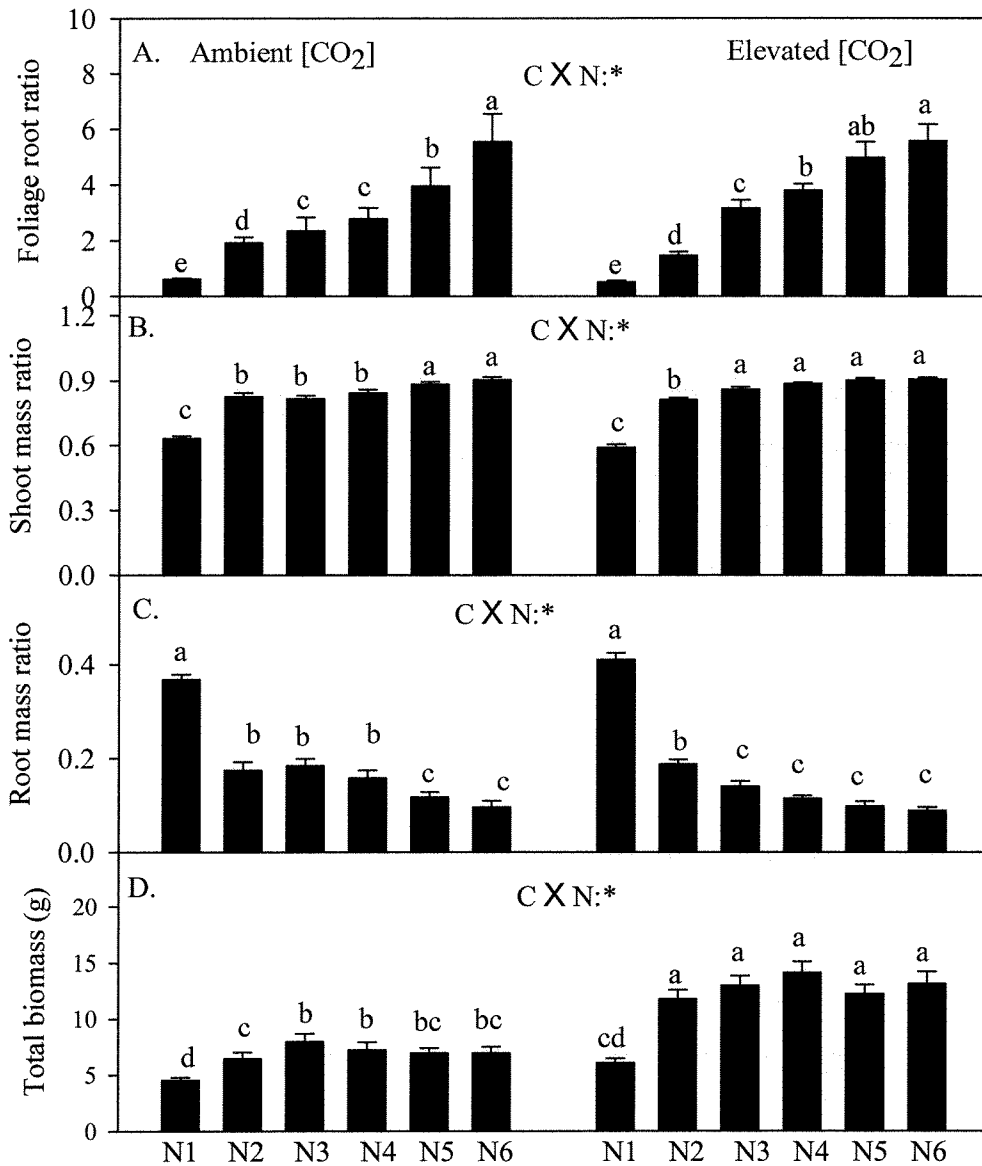 A. Ambient [CO2] Elevated [CO2]
C X N:*
Foliage root ratio
10
8
6
4
2
0
e d c c b a e d c b ab a
B. C X N:*
Shoot mass ratio
1.2
0.9
0.6
0.3
0.0
c b b b a a c b a a a a
C. C X N:*
Root mass ratio
0.4
0.2
0.0
a b b b c c a b c c c c
D. C X N:*
Total biomass (g)
20
15
10
5
0
d c b b bc bc cd a a a a a
N1 N2 N3 N4 N5 N6 N1 N2 N3 N4 N5 N6